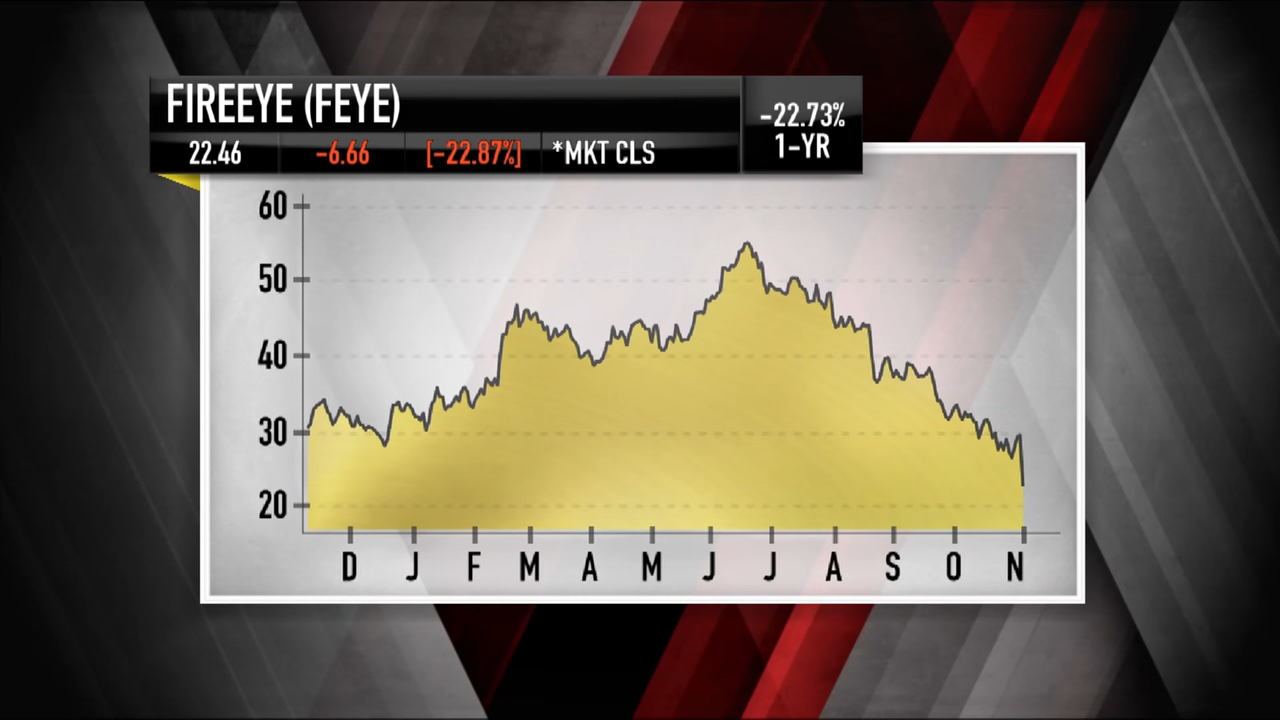 FIREEYE (FEYE)
22.46 -6.66 [-22.87%] *MKT CLS
-22.73%
1-YR
60
50
40
30
20
D J F M A M J J A S O N